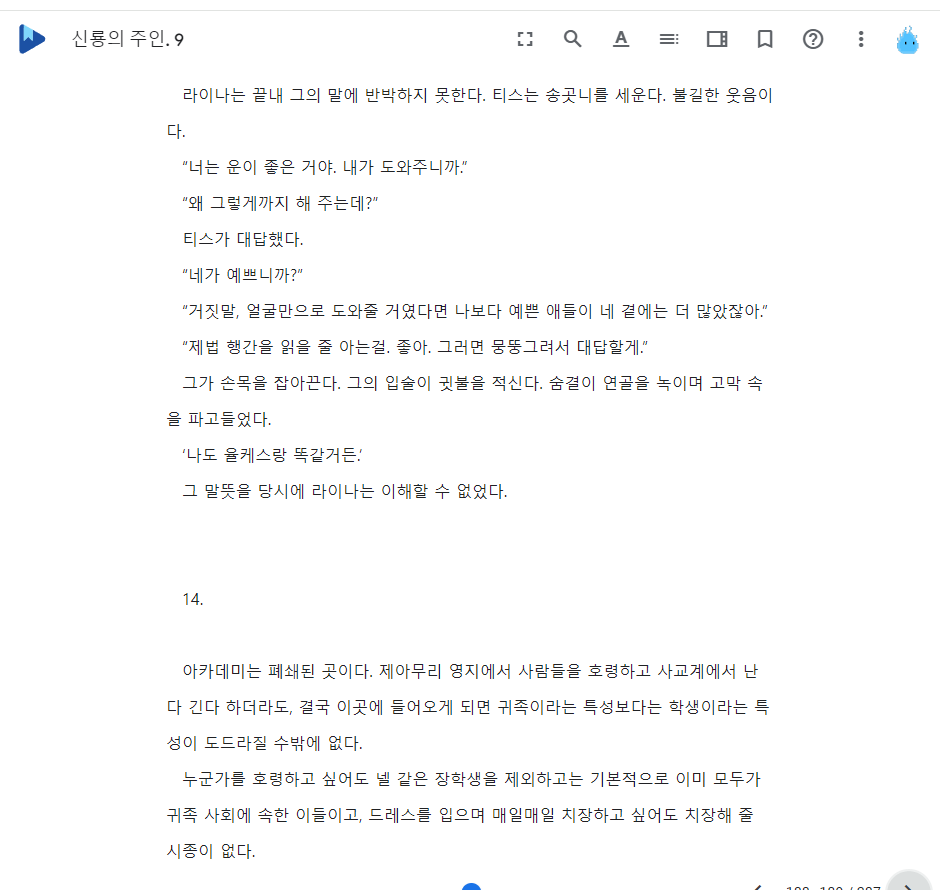 신룡의 주인. 9
라이나는 끝내 그의 말에 반박하지 못한다. 티스는 송곳니를 세운다. 불길한 웃음이
다.
“너는 운이 좋은 거야. 내가 도와주니까.”
“왜 그렇게까지 해 주는데?”
티스가 대답했다.
“네가 예쁘니까?”
“거짓말, 얼굴만으로 도와줄 거였다면 나보다 예쁜 애들이 네 곁에는 더 많았잖아.”
“제법 행간을 읽을 줄 아는걸. 좋아. 그러면 뭉뚱그려서 대답할게.”
그가 손목을 잡아끈다. 그의 입술이 귓불을 적신다. 숨결이 연골을 녹이며 고막 속
을 파고들었다.
‘나도 율케스랑 똑같거든.’
그 말뜻을 당시에 라이나는 이해할 수 없었다.
14.
아카데미는 폐쇄된 곳이다. 제아무리 영지에서 사람들을 호령하고 사교계에서 난
다 긴다 하더라도, 결국 이곳에 들어오게 되면 귀족이라는 특성보다는 학생이라는 특
성이 도드라질 수밖에 없다.
누군가를 호령하고 싶어도 넬 같은 장학생을 제외하고는 기본적으로 이미 모두가
귀족 사회에 속한 이들이고, 드레스를 입으며 매일매일 치장하고 싶어도 치장해 줄
시종이 없다.